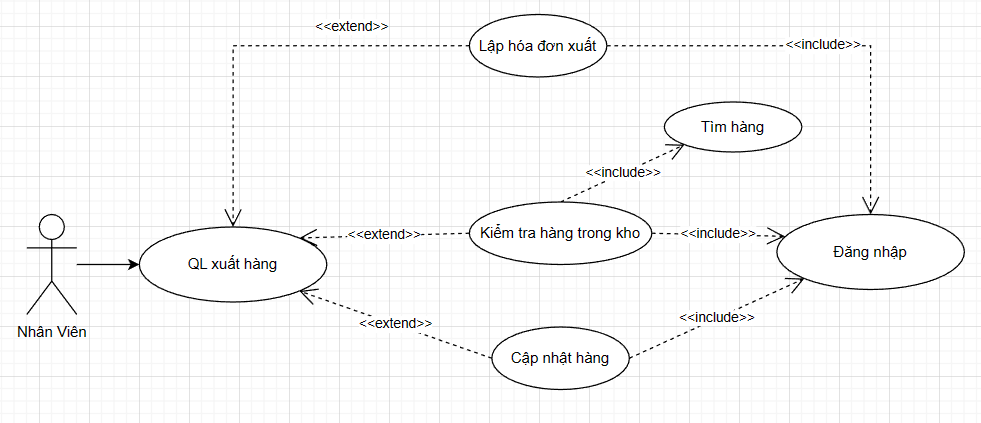 <<extend>>
Lập hóa đơn xuất
<<include>>
Tìm hàng
<<include>>
QL xuất hàng
<<extend>>
Kiểm tra hàng trong kho
<<include>>
Đăng nhập
Nhân Viên
<<extend>>
<<include>>
Cập nhật hàng